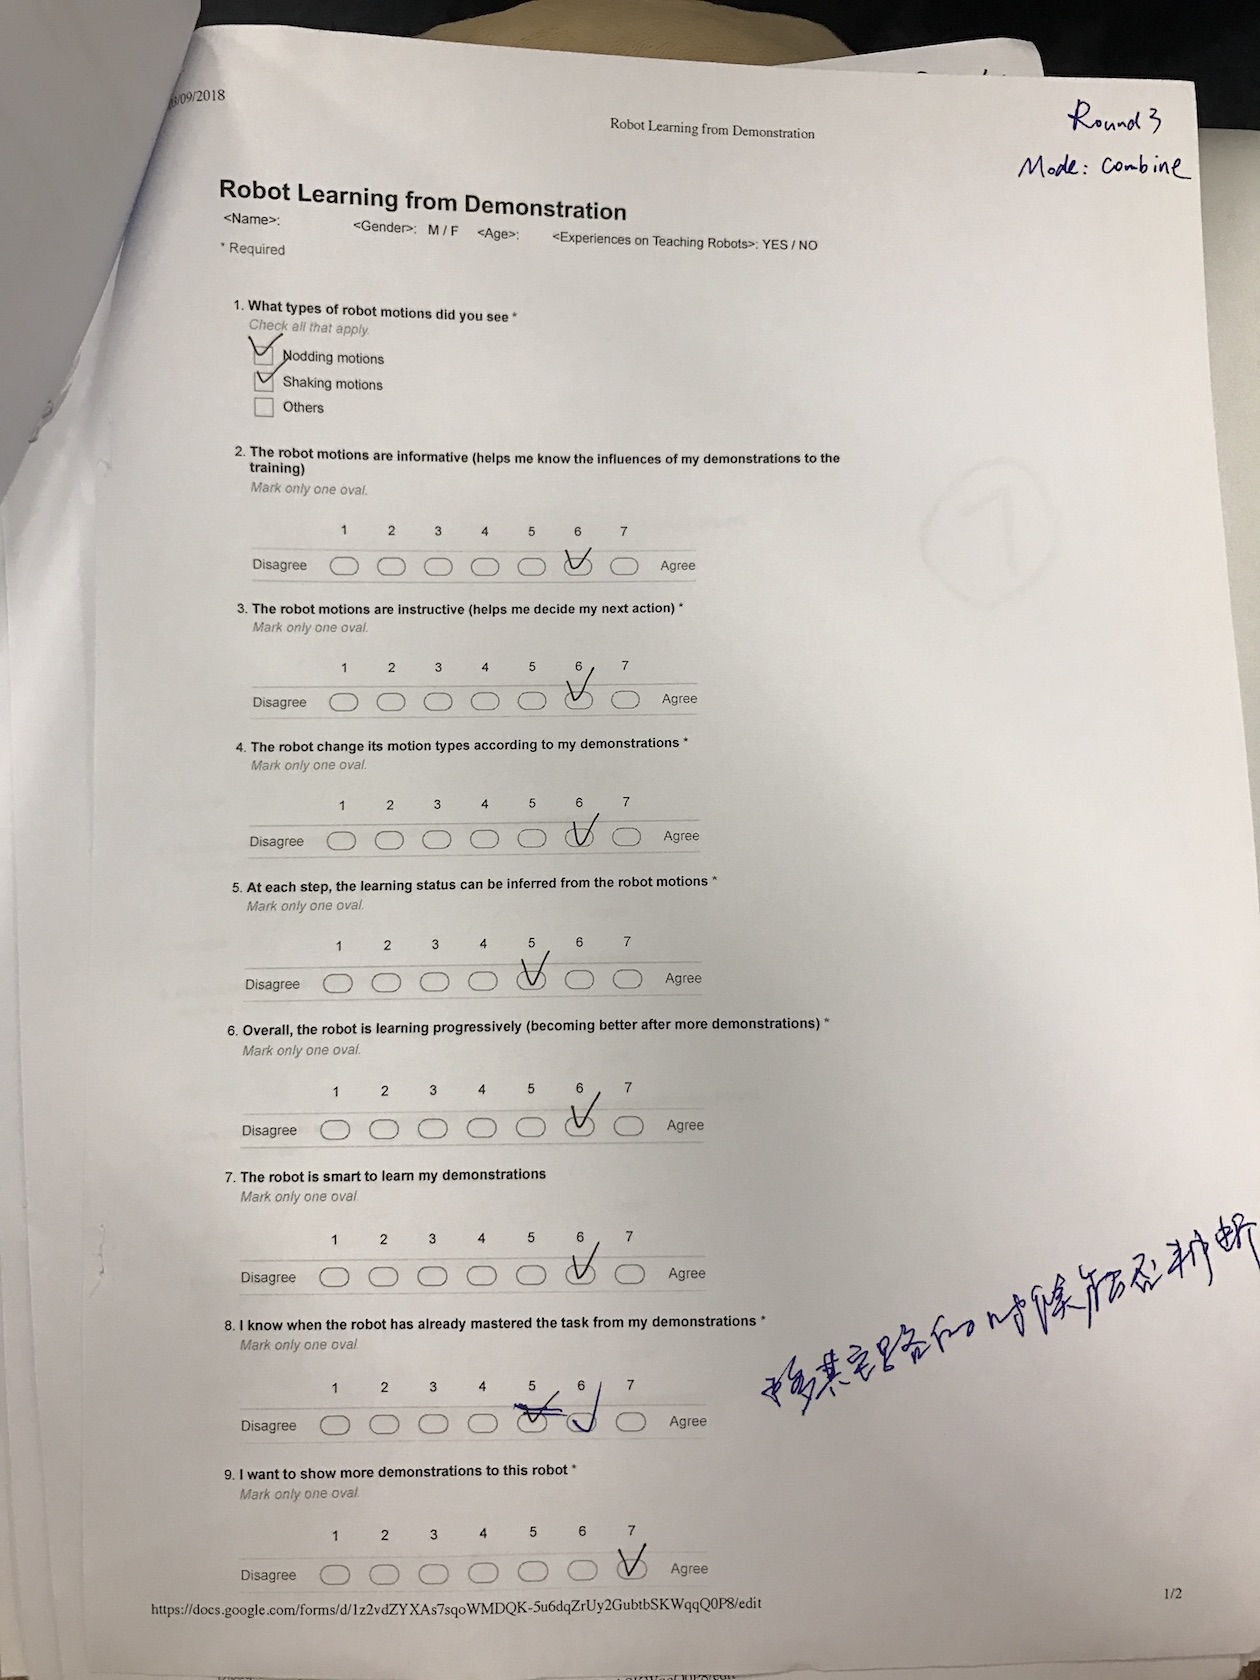 /09/2018
Robot Learning from Demonstration
Round 3
Mode: Combine
Robot Learning from Demonstration
<Name>: <Gender>: M / F <Age>: <Experiences on Teaching Robots>: YES / NO
* Required
1. What types of robot motions did you see *
Check all that apply.
Nodding motions
Shaking motions
Others
2. The robot motions are informative (helps me know the influences of my demonstrations to the
training)
Mark only one oval.
1 2 3 4 5 6 7
Disagree Agree
3. The robot motions are instructive (helps me decide my next action) *
Mark only one oval.
1 2 3 4 5 6 7
Disagree Agree
4. The robot change its motion types according to my demonstrations *
Mark only one oval.
1 2 3 4 5 6 7
Disagree Agree
5. At each step, the learning status can be inferred from the robot motions *
Mark only one oval.
1 2 3 4 5 6 7
Disagree Agree
6. Overall, the robot is learning progressively (becoming better after more demonstrations) *
Mark only one oval.
1 2 3 4 5 6 7
Disagree Agree
7. The robot is smart to learn my demonstrations
Mark only one oval.
1 2 3 4 5 6 7
Disagree Agree
8. I know when the robot has already mastered the task from my demonstrations *
Mark only one oval.
1 2 3 4 5 6 7
Disagree Agree
时候能否判断
9. I want to show more demonstrations to this robot *
Mark only one oval.
1 2 3 4 5 6 7
Disagree Agree
https://docs.google.com/forms/d/1z2vdZYXAs7sqoWMDQK-5u6dqZrUy2GubtbSKWqqQ0P8/edit
1/2